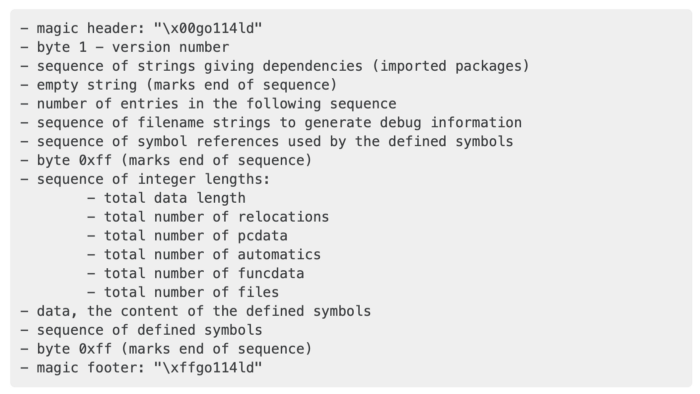 – magic header: "\x00go114ld"
– byte 1 – version number
– sequence of strings giving dependencies (imported packages)
– empty string (marks end of sequence)
– number of entries in the following sequence
– sequence of filename strings to generate debug information
– sequence of symbol references used by the defined symbols
– byte 0xff (marks end of sequence)
– sequence of integer lengths:
– total data length
– total number of relocations
– total number of pcdata
– total number of automatics
– total number of funcdata
– total number of files
– data, the content of the defined symbols
– sequence of defined symbols
– byte 0xff (marks end of sequence)
– magic footer: "\xffgo114ld"